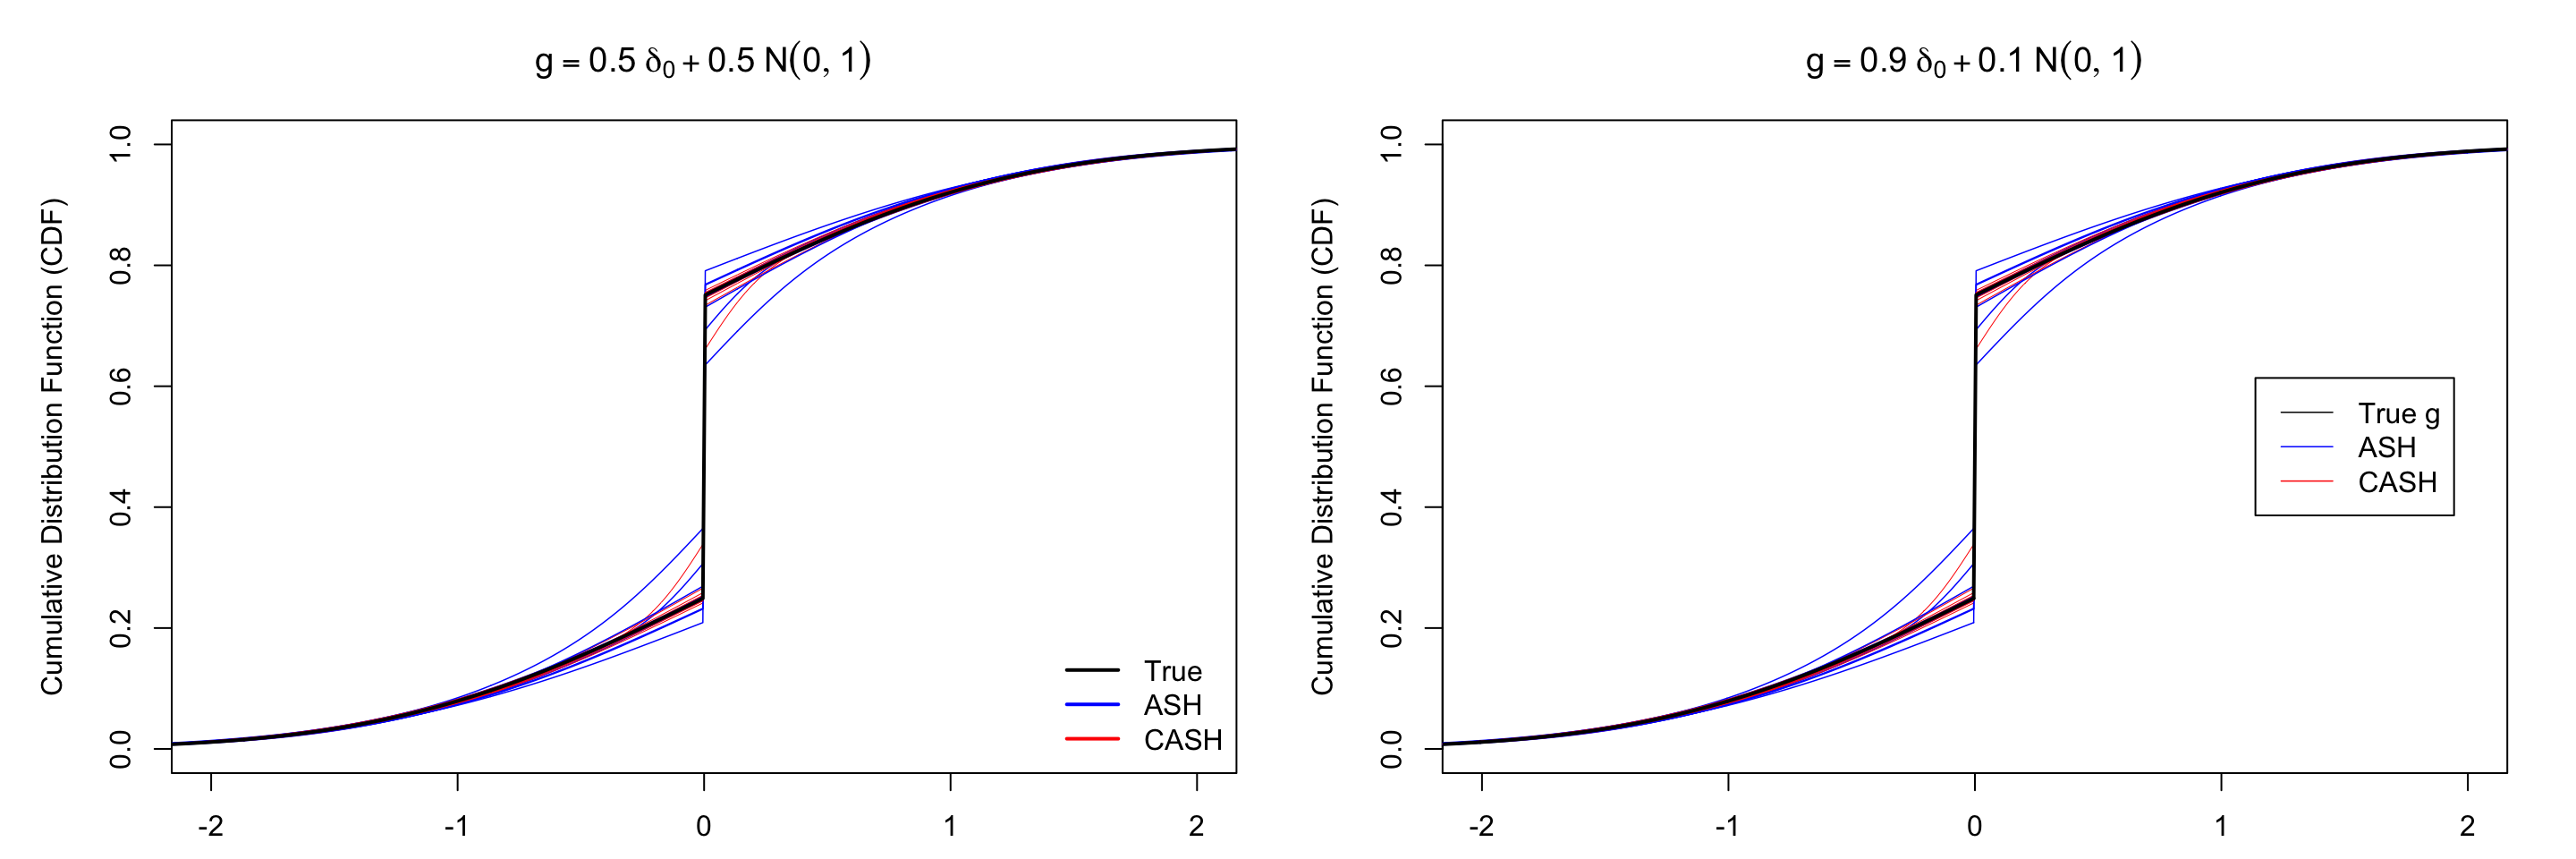 g = 0.5 δ0 + 0.5 N(0, 1)
Cumulative Distribution Function (CDF)
1.0
0.8
0.6
0.4
0.2
0.0
True
ASH
CASH
-2 -1 0 1 2
g = 0.9 δ0 + 0.1 N(0, 1)
Cumulative Distribution Function (CDF)
1.0
0.8
0.6
0.4
0.2
0.0
True g
ASH
CASH
-2 -1 0 1 2